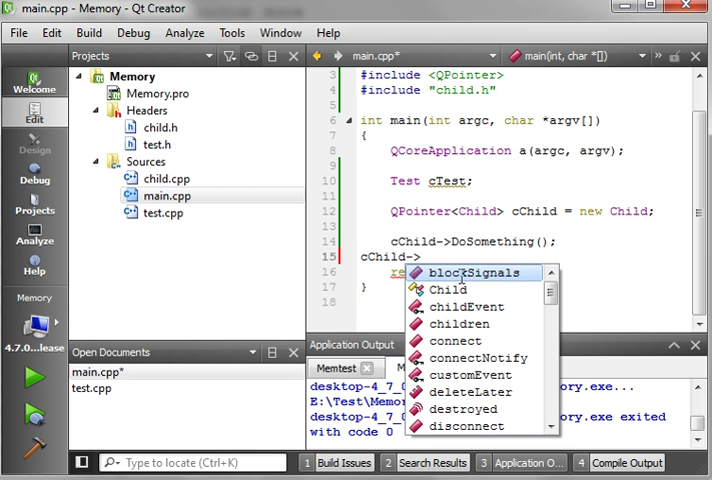 main.cpp - Memory - Qt Creator
File Edit Build Debug Analyze Tools Window Help
Projects
main.cpp*
main(int, char *[])
Welcome
Edit
Design
Debug
Projects
Analyze
Help
Memory
4.7.0...lease
Memory
Memory.pro
Headers
child.h
test.h
Sources
child.cpp
main.cpp
test.cpp
Open Documents
main.cpp*
test.cpp
3 #include <QPointer>
4 #include "child.h"
5
6 int main(int argc, char *argv[])
7 {
8 QCoreApplication a(argc, argv);
9
10 Test cTest;
11
12 QPointer<Child> cChild = new Child;
13
14 cChild->DoSomething();
15 cChild->
16 re
17 }
18
blockSignals
Child
childEvent
children
connect
connectNotify
customEvent
deleteLater
destroyed
disconnect
Application Output
Memtest
desktop-4_7_0 ory.exe...
E:\Test\Memor
desktop-4_7_0 ory.exe exited
with code 0
Type to locate (Ctrl+K)
1 Build Issues
2 Search Results
3 Application O...
4 Compile Output